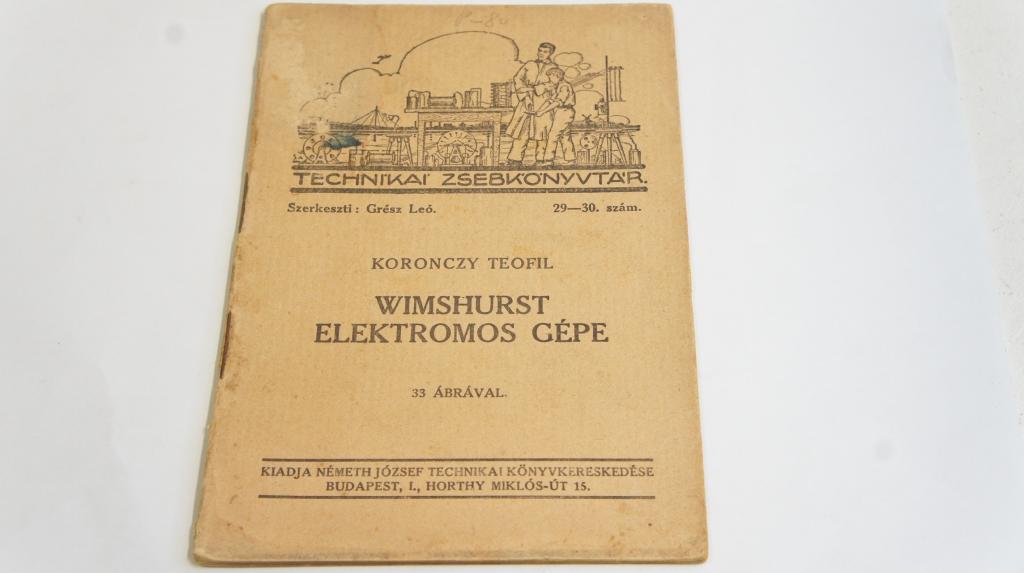 TECHNIKAI ZSEBKÖNYVTÁR.
Szerkeszti: Grész Leó. 29—30. szám.
KORONCZY TEOFIL
WIMSHURST
ELEKTROMOS GÉPE
33 ÁBRÁVAL.
KIADJA NÉMETH JÓZSEF TECHNIKAI KÖNYVKERESKEDÉSE
BUDAPEST, I., HORTHY MIKLÓS-ÚT 15.